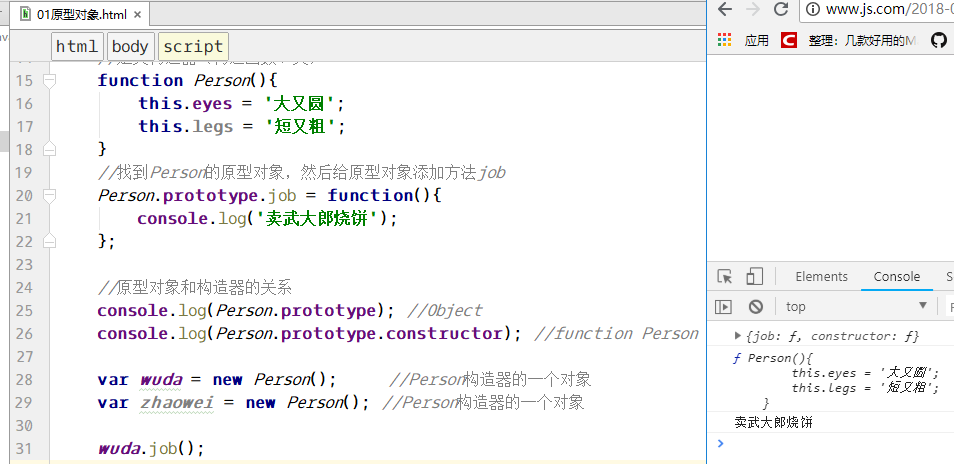 01原型对象.html ×
html body script
15 function Person(){
16 this.eyes = '大又圆';
17 this.legs = '短又粗';
18 }
19 //找到Person的原型对象，然后给原型对象添加方法job
20 Person.prototype.job = function(){
21 console.log('卖武大郎烧饼');
22 };
23
24 //原型对象和构造器的关系
25 console.log(Person.prototype); //Object
26 console.log(Person.prototype.constructor); //function Person
27
28 var wuda = new Person(); //Person构造器的一个对象
29 var zhaowei = new Person(); //Person构造器的一个对象
30
31 wuda.job();
www.js.com/2018-0
应用 整理：几款好用的M
Elements Console S
top
{job: ƒ, constructor: ƒ}
ƒ Person(){
this.eyes = '大又圆';
this.legs = '短又粗';
}
卖武大郎烧饼